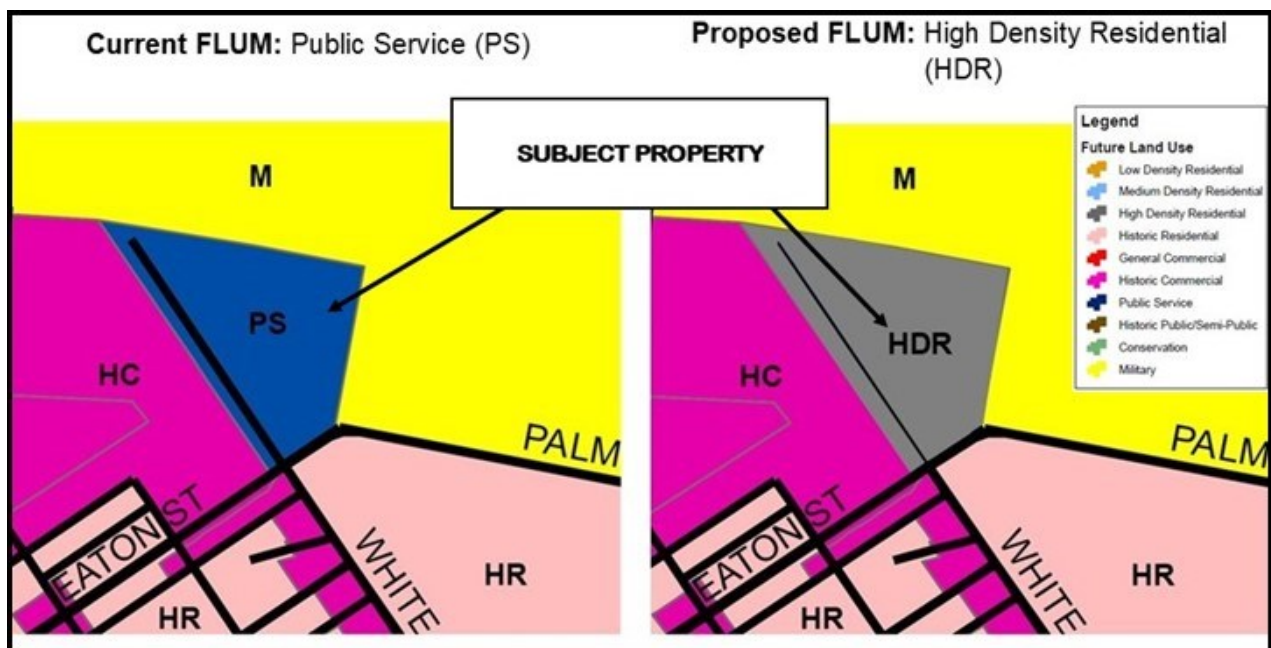 Current FLUM: Public Service (PS)
Proposed FLUM: High Density Residential
(HDR)
SUBJECT PROPERTY
M
PS
HC
PALM
EATON ST
WHITE
HR
HR
M
HDR
HC
PALM
EATON ST
WHITE
HR
HR
Legend
Future Land Use
Low Density Residential
Medium Density Residential
High Density Residential
Historic Residential
General Commercial
Historic Commercial
Public Service
Historic Public/Semi-Public
Conservation
Military